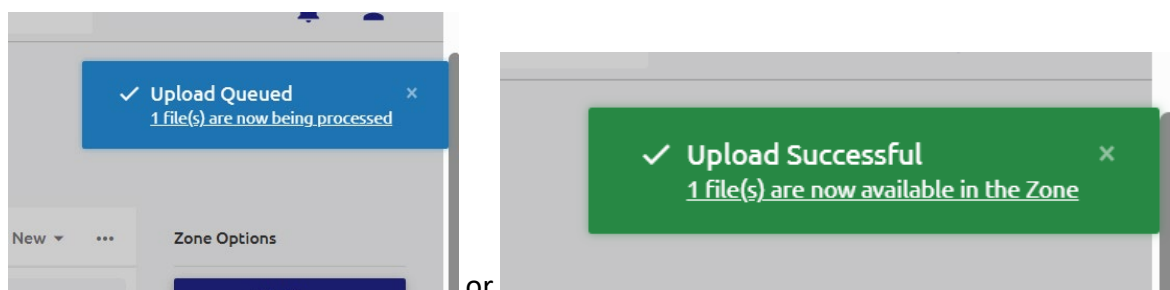 Upload Queued
1 file(s) are now being processed
New
Zone Options
or
Upload Successful
1 file(s) are now available in the Zone